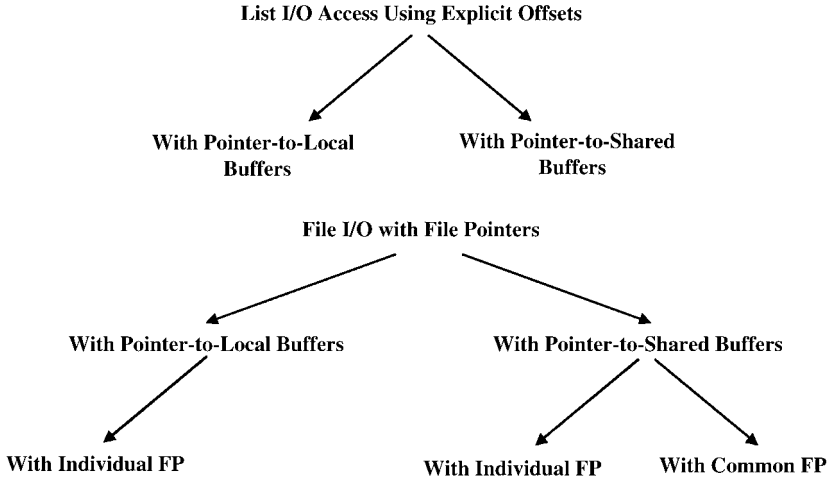 List I/O Access Using Explicit Offsets
With Pointer-to-Local
Buffers
With Pointer-to-Shared
Buffers
File I/O with File Pointers
With Pointer-to-Local Buffers
With Pointer-to-Shared Buffers
With Individual FP
With Individual FP
With Common FP